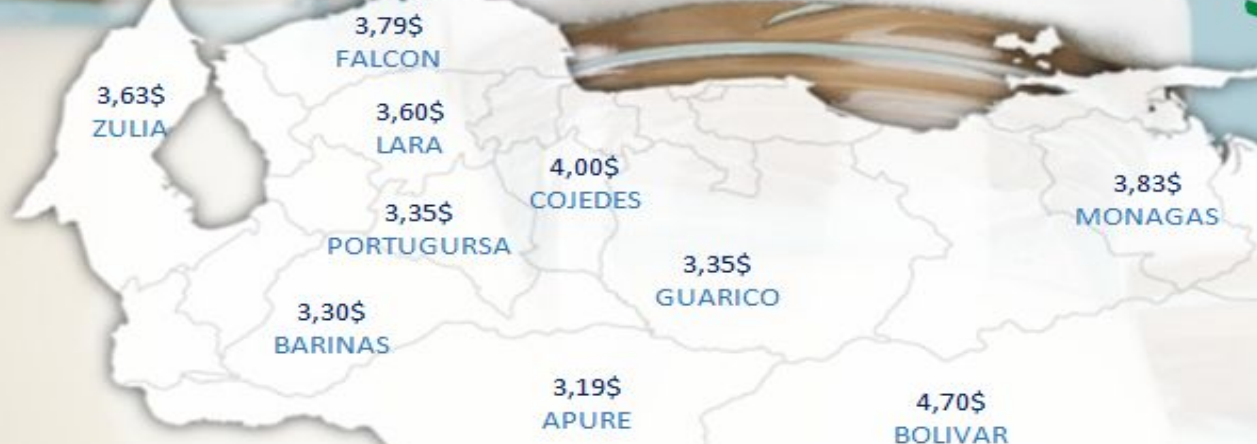 3,79$
FALCON
3,63$
ZULIA
3,60$
LARA
4,00$
COJEDES
3,83$
MONAGAS
3,35$
PORTUGURSA
3,35$
GUARICO
3,30$
BARINAS
3,19$
APURE
4,70$
BOLIVAR